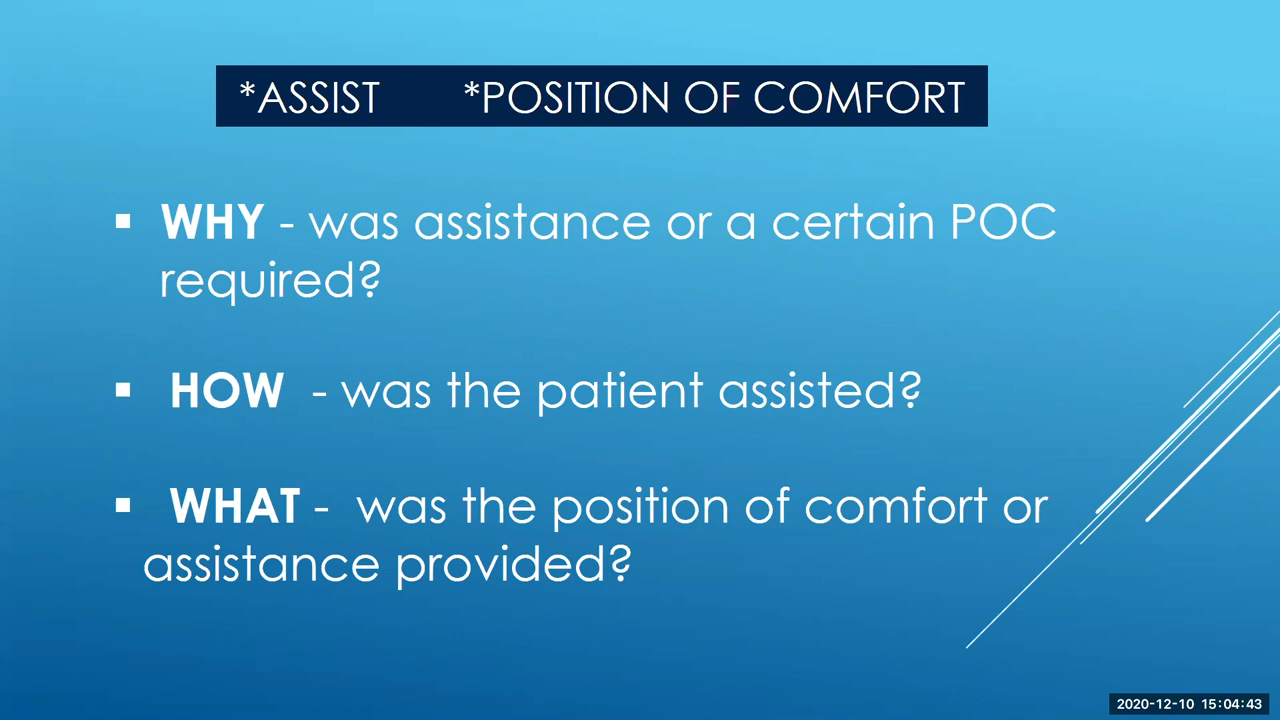 *ASSIST *POSITION OF COMFORT
▪ WHY - was assistance or a certain POC
required?
▪ HOW - was the patient assisted?
▪ WHAT - was the position of comfort or
assistance provided?
2020-12-10 15:04:43